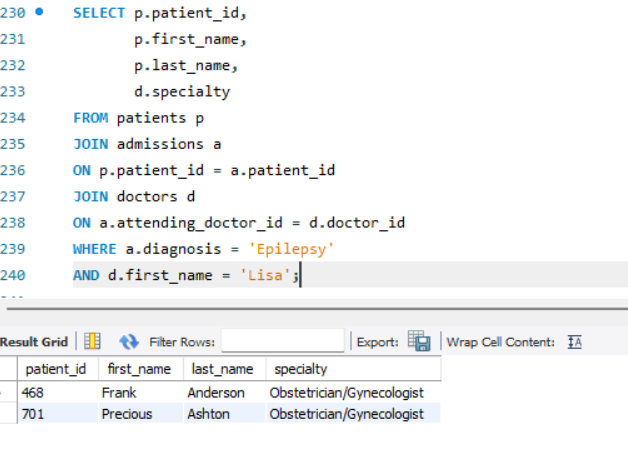 230 SELECT p.patient_id,
231 p.first_name,
232 p.last_name,
233 d.specialty
234 FROM patients p
235 JOIN admissions a
236 ON p.patient_id = a.patient_id
237 JOIN doctors d
238 ON a.attending_doctor_id = d.doctor_id
239 WHERE a.diagnosis = 'Epilepsy'
240 AND d.first_name = 'Lisa';
Result Grid Filter Rows: Export: Wrap Cell Content: IA
patient_id first_name last_name specialty
468 Frank Anderson Obstetrician/Gynecologist
701 Precious Ashton Obstetrician/Gynecologist